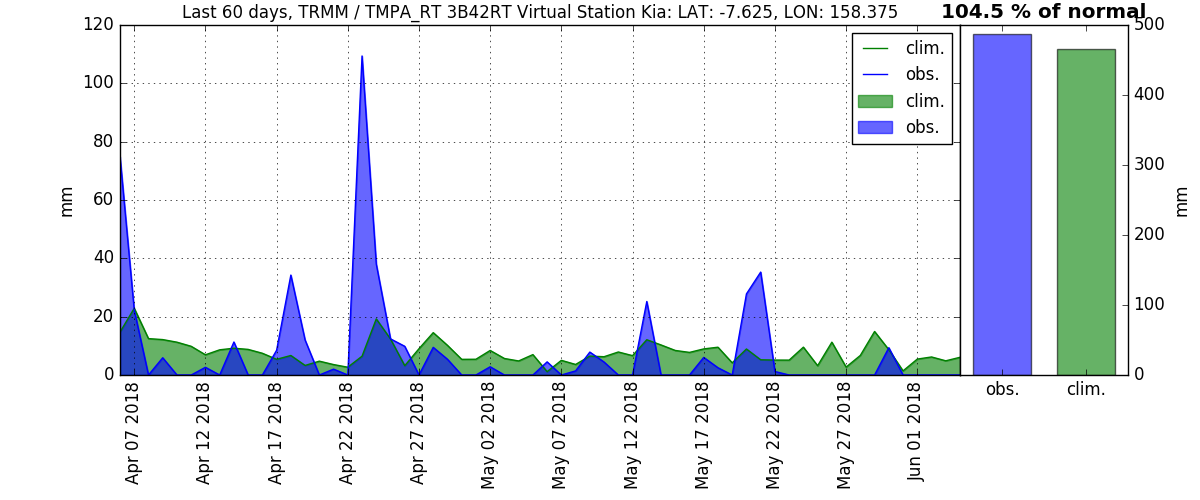 Last 60 days, TRMM / TMPA_RT 3B42RT Virtual Station Kia: LAT: -7.625, LON: 158.375
104.5 % of normal
120
100
80
60
40
20
0
mm
clim.
obs.
clim.
obs.
500
400
300
200
100
0
mm
Apr 07 2018
Apr 12 2018
Apr 17 2018
Apr 22 2018
Apr 27 2018
May 02 2018
May 07 2018
May 12 2018
May 17 2018
May 22 2018
May 27 2018
Jun 01 2018
obs.
clim.